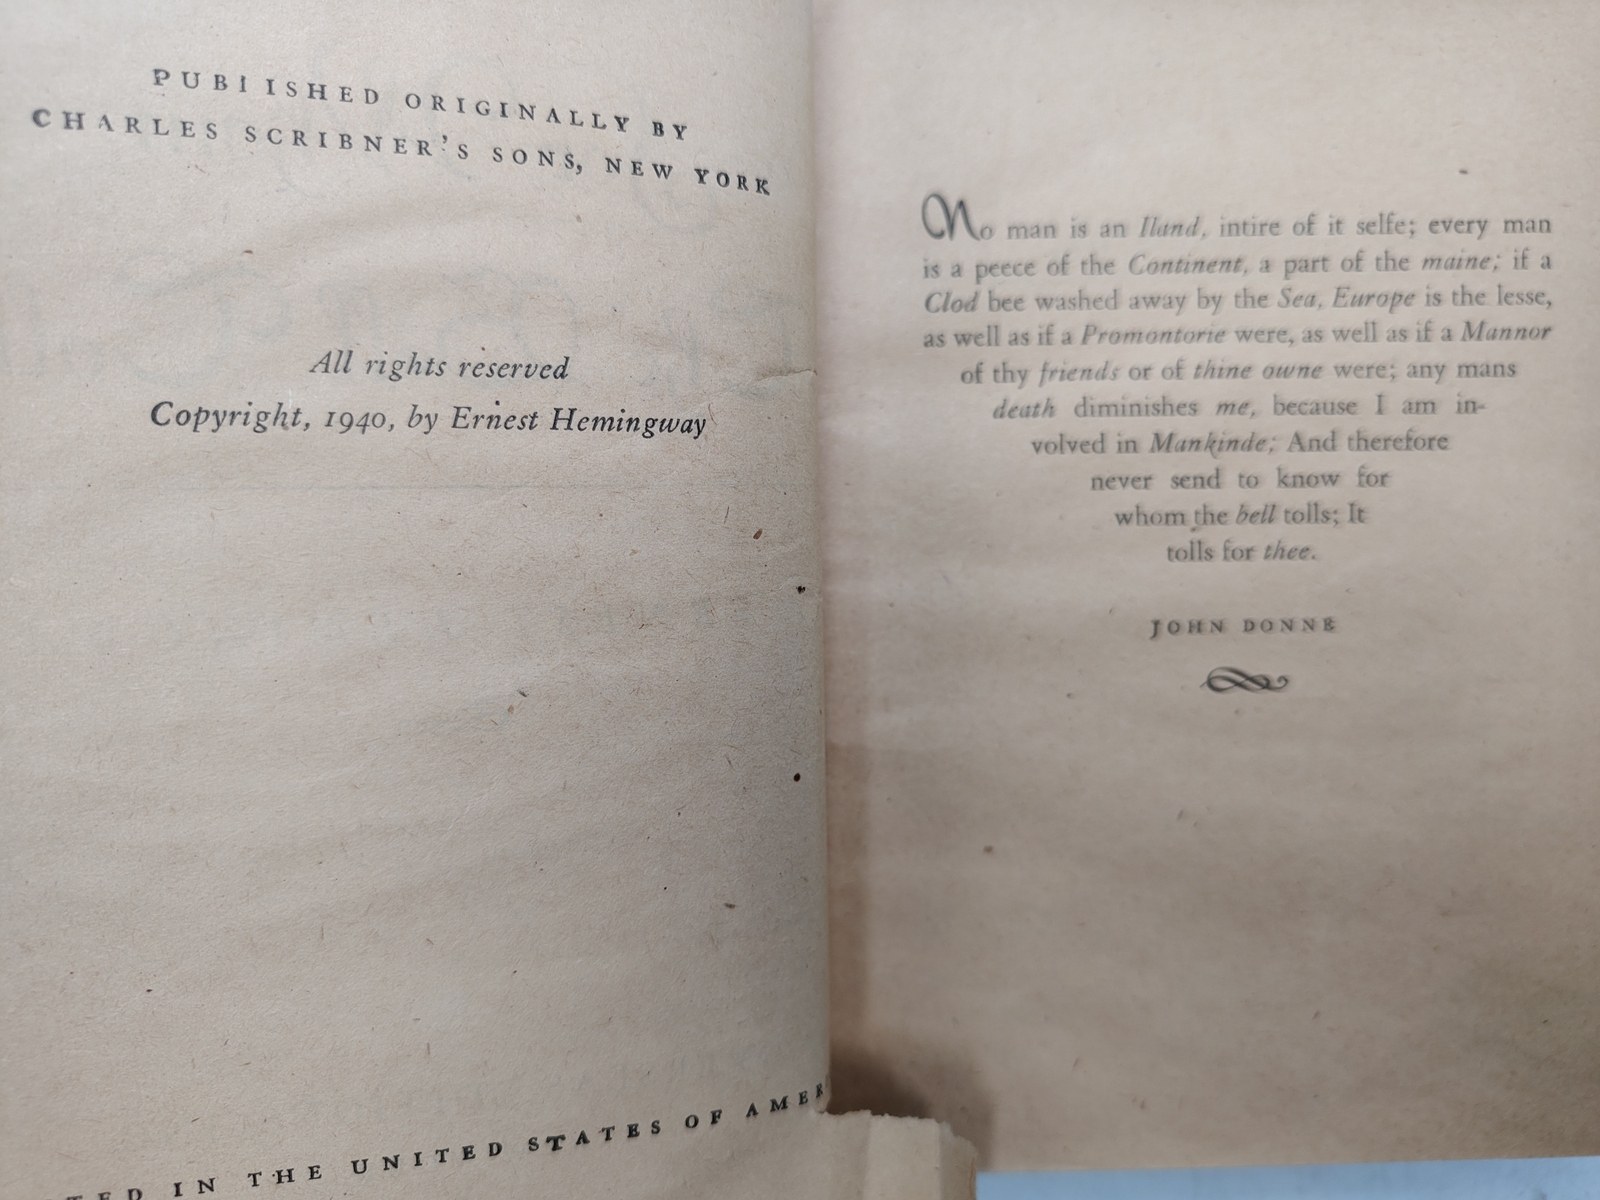 PUBLISHED ORIGINALLY BY
CHARLES SCRIBNER'S SONS, NEW YORK
All rights reserved
Copyright, 1940, by Ernest Hemingway
TED IN THE UNITED STATES OF AMER
No man is an Iland, intire of it selfe; every man
is a peece of the Continent, a part of the maine; if a
Clod bee washed away by the Sea, Europe is the lesse,
as well as if a Promontorie were, as well as if a Mannor
of thy friends or of thine owne were; any mans
death diminishes me, because I am in-
volved in Mankinde; And therefore
never send to know for
whom the bell tolls; It
tolls for thee.
JOHN DONNE